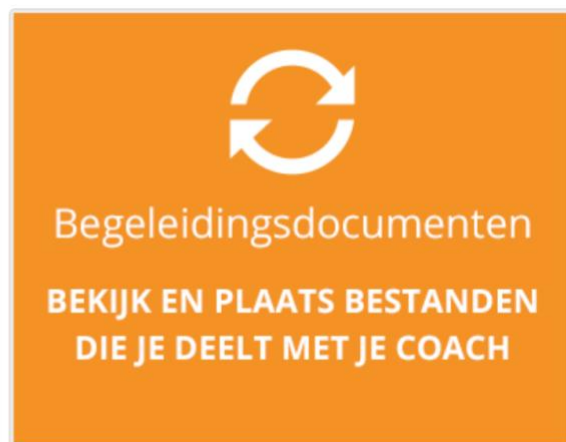 Begeleidingsdocumenten
BEKIJK EN PLAATS BESTANDEN
DIE JE DEELT MET JE COACH